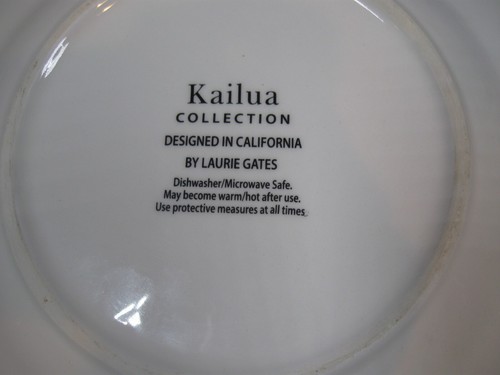 Kailua
COLLECTION
DESIGNED IN CALIFORNIA
BY LAURIE GATES
Dishwasher/Microwave Safe.
May become warm/hot after use.
Use protective measures at all times.